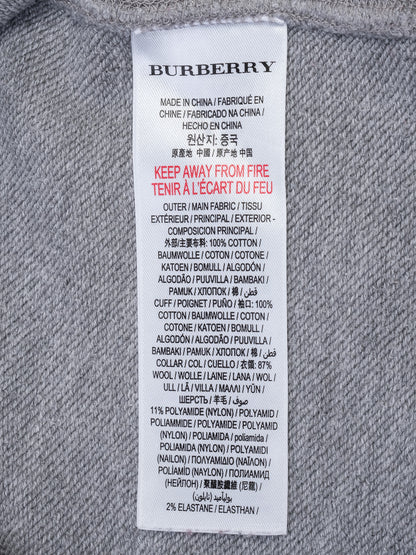 BURBERRY
MADE IN CHINA / FABRIQUÉ EN
CHINE / FABRICADO NA CHINA /
HECHO EN CHINA
원산지: 중국
原產地 中國 / 原产地 中国
KEEP AWAY FROM FIRE
TENIR À L'ÉCART DU FEU
OUTER / MAIN FABRIC / TISSU
EXTÉRIEUR / PRINCIPAL / EXTERIOR -
COMPOSICION PRINCIPAL /
外部/主要布料: 100% COTTON /
BAUMWOLLE / COTON / COTONE /
KATOEN / BOMULL / ALGODÓN /
ALGODÃO / PUUVILLA / BAMBAKI /
PAMUK / ХЛОПОК / 棉 / قطن /
CUFF / POIGNET / PUÑO / 袖口: 100%
COTTON / BAUMWOLLE / COTON /
COTONE / KATOEN / BOMULL /
ALGODÓN / ALGODÃO / PUUVILLA /
BAMBAKI / PAMUK / ХЛОПОК / 棉 / قطن /
COLLAR / COL / CUELLO / 衣領: 87%
WOOL / WOLLE / LAINE / LANA / WOL /
ULL / LÃ / VILLA / MAΛΛI / YÜN /
ШЕРСТЬ / 羊毛 / صوف /
11% POLYAMIDE (NYLON) / POLYAMID /
POLIAMMIDE / POLYAMIDE / POLYAMID
(NYLON) / POLIAMIDA / poliamida /
POLYAMIDI (NYLON) / POLIAMIDI
(NAILON) / ΠΟΛΥΑΜΙΔΙΟ (ΝΑΪΛΟΝ) /
POLİAMİD (NAYLON) / ПОЛИАМИД
(НЕЙЛОН) / 聚醯胺纖維 (尼龍) /
بوليأميد (نايلون) /
2% ELASTANE / ELASTHAN /